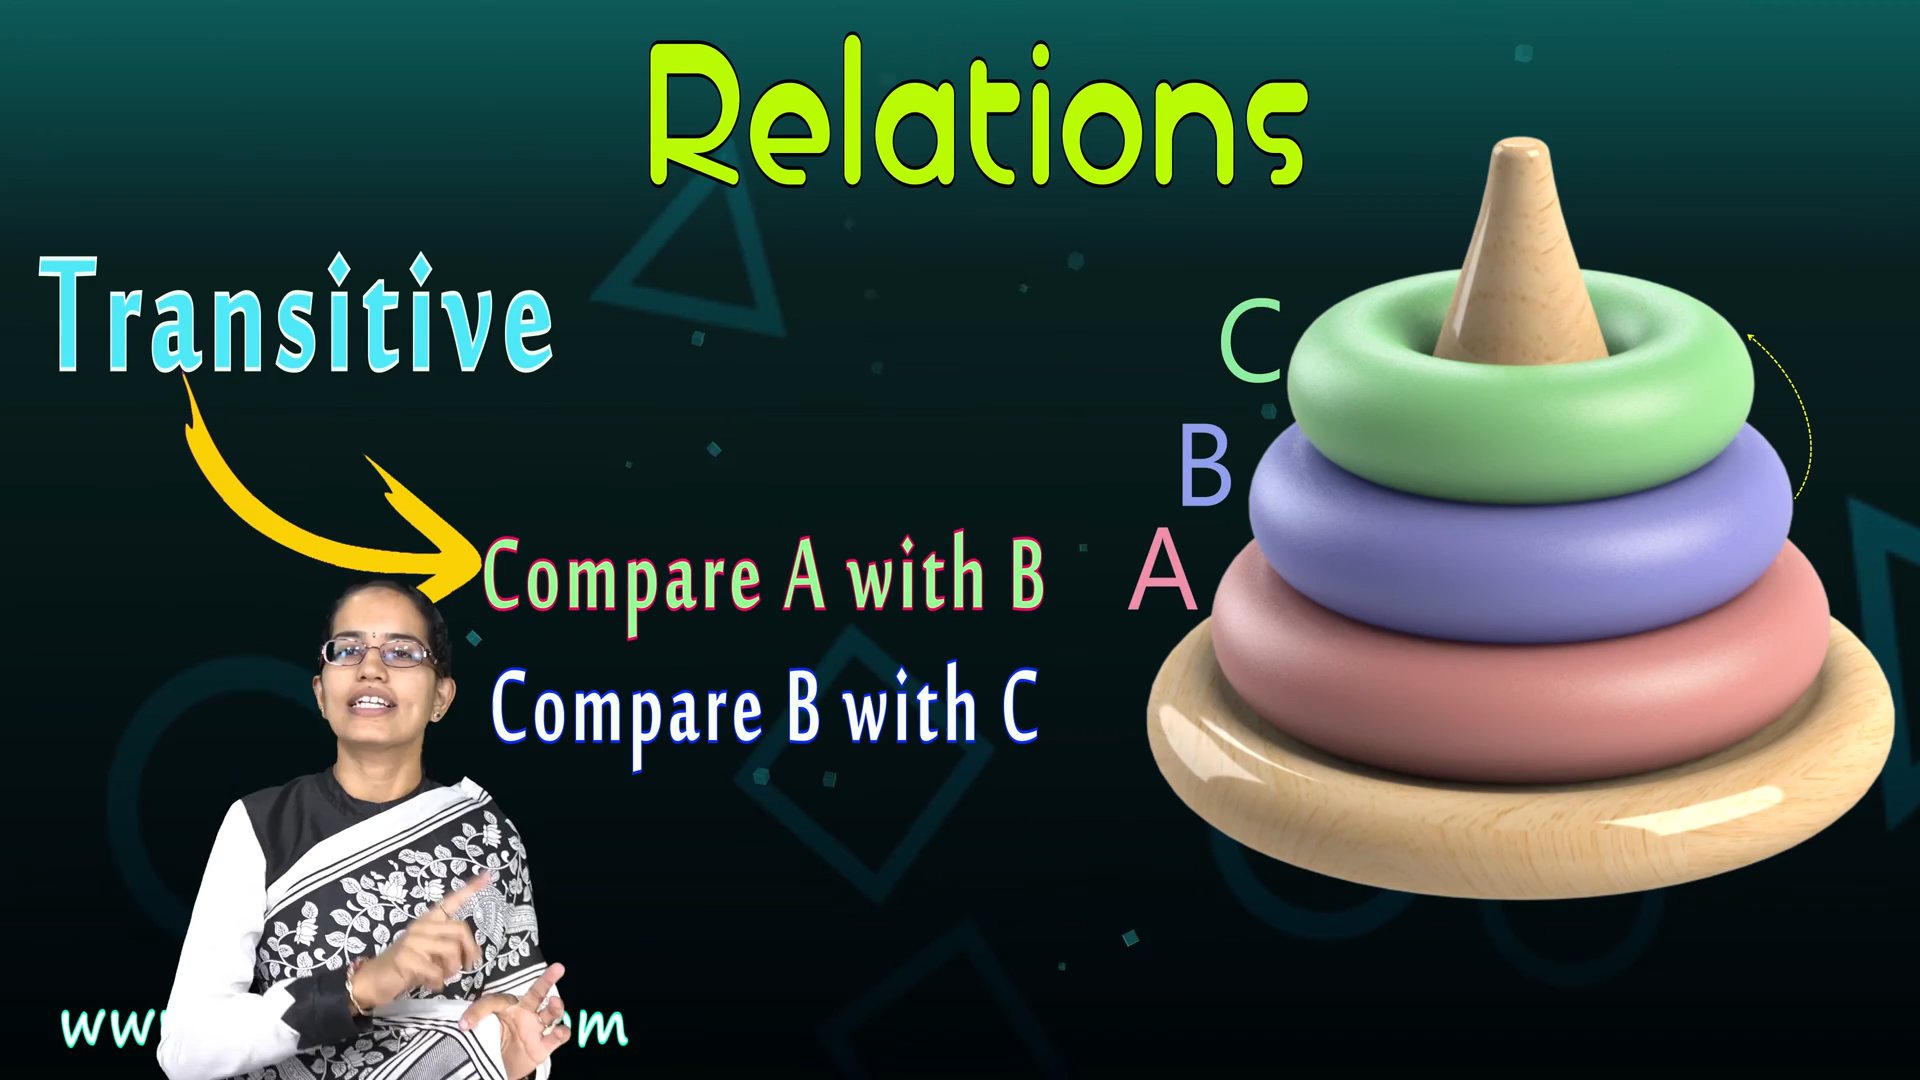 Relations
Transitive
C
B
A
Compare A with B
Compare B with C